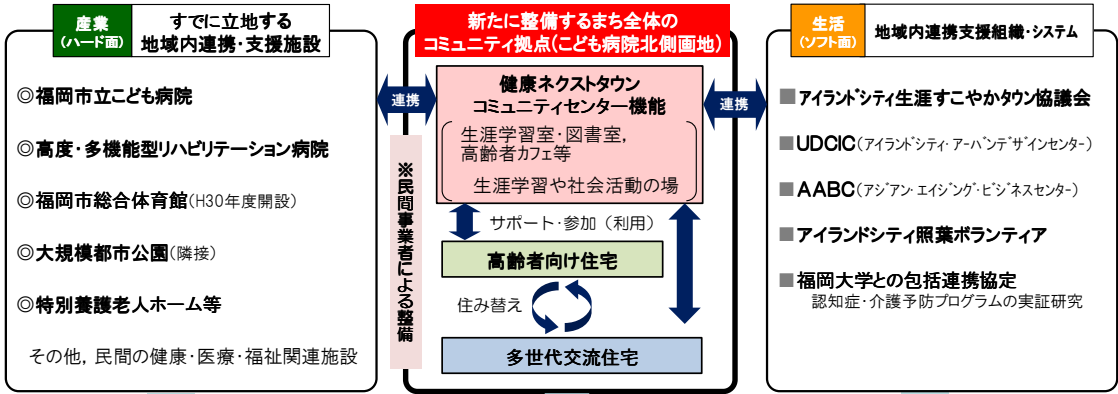 産業
(ハード面)
すでに立地する
地域内連携・支援施設
◎福岡市立こども病院
◎高度・多機能型リハビリテーション病院
◎福岡市総合体育館(H30年度開設)
◎大規模都市公園(隣接)
◎特別養護老人ホーム等
その他，民間の健康・医療・福祉関連施設
連携
※民間事業者による整備
新たに整備するまち全体の
コミュニティ拠点(こども病院北側画地)
健康ネクストタウン
コミュニティセンター機能
生涯学習室・図書室，
高齢者カフェ等
生涯学習や社会活動の場
サポート・参加（利用）
高齢者向け住宅
住み替え
多世代交流住宅
連携
生活
(ソフト面)
地域内連携支援組織・システム
■アイランドシティ生涯すこやかタウン協議会
■UDCIC(アイランドシティ・アーバンデザインセンター)
■AABC(アジアン・エイジング・ビジネスセンター)
■アイランドシティ照葉ボランティア
■福岡大学との包括連携協定
認知症・介護予防プログラムの実証研究